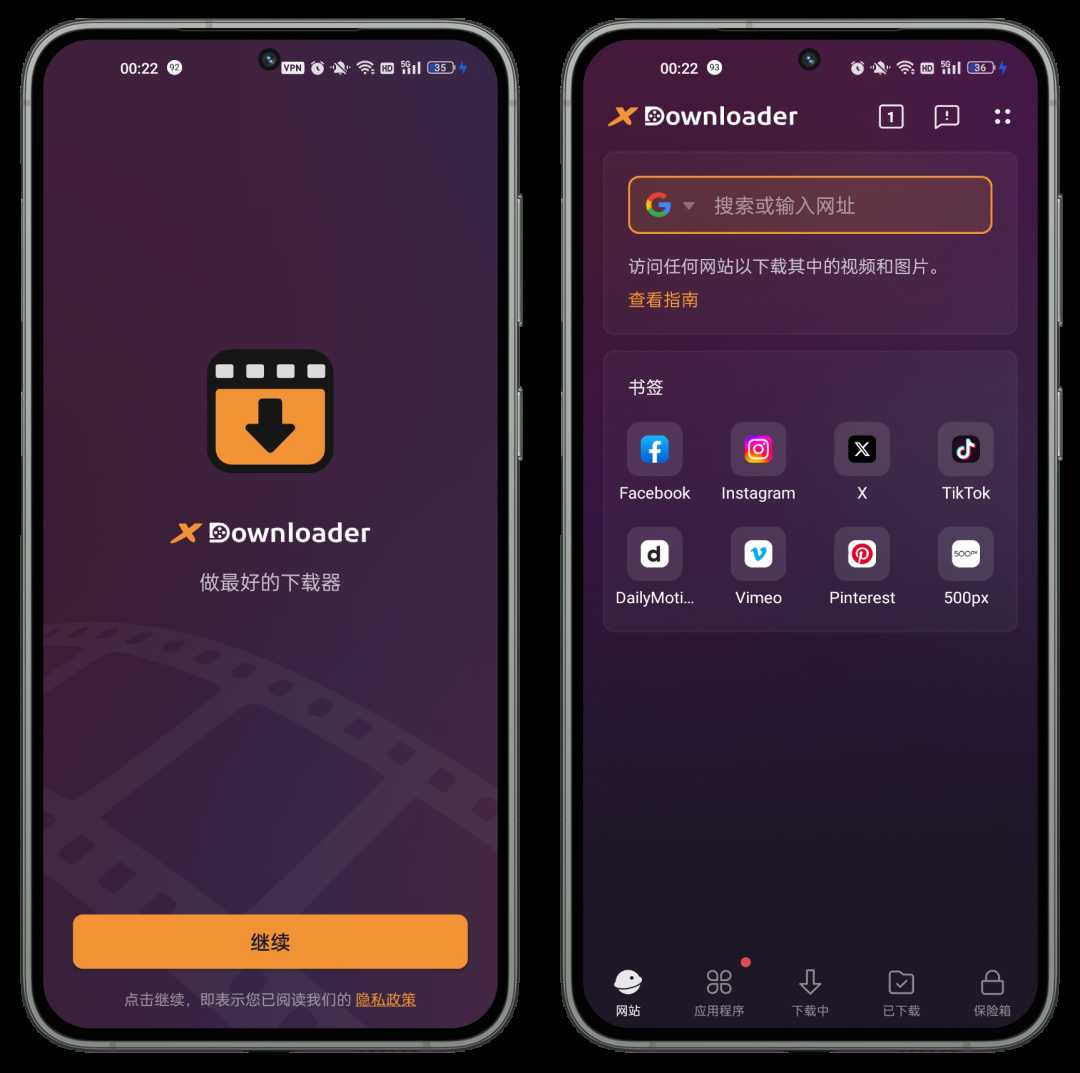 00:22 92 VPN HD 5G 35
X Downloader
做最好的下载器
继续
点击继续，即表示您已阅读我们的 隐私政策
00:22 93 HD 5G 36
X Downloader 1
搜索或输入网址
访问任何网站以下载其中的视频和图片。
查看指南
书签
Facebook Instagram X TikTok
DailyMoti... Vimeo Pinterest 500px
网站 应用程序 下载中 已下载 保险箱